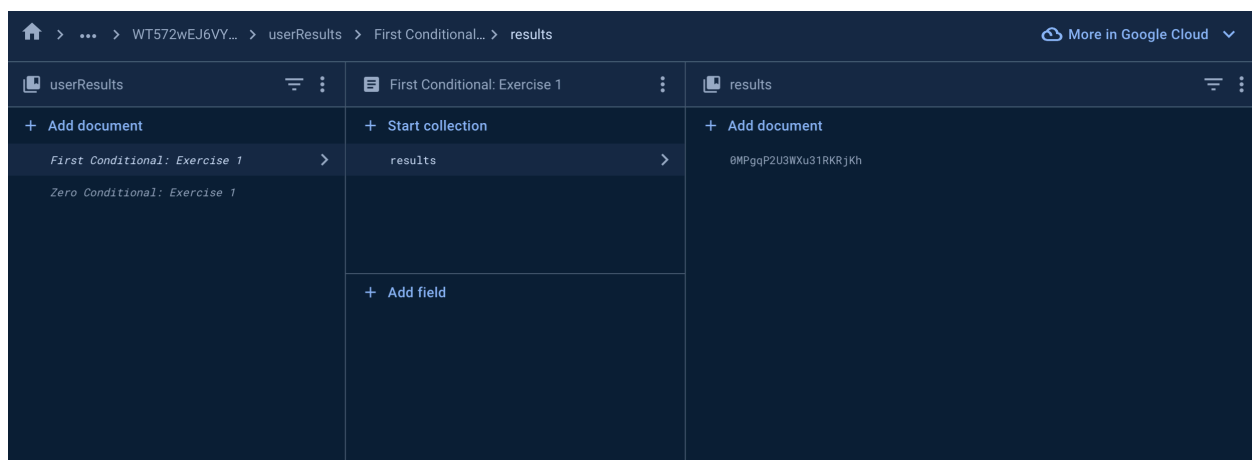 > ... > WT572wEJ6VY... > userResults > First Conditional... > results
More in Google Cloud
userResults
First Conditional: Exercise 1
results
+ Add document
First Conditional: Exercise 1
Zero Conditional: Exercise 1
+ Start collection
results
+ Add field
+ Add document
0MPgqP2U3WXu31RKRjKh